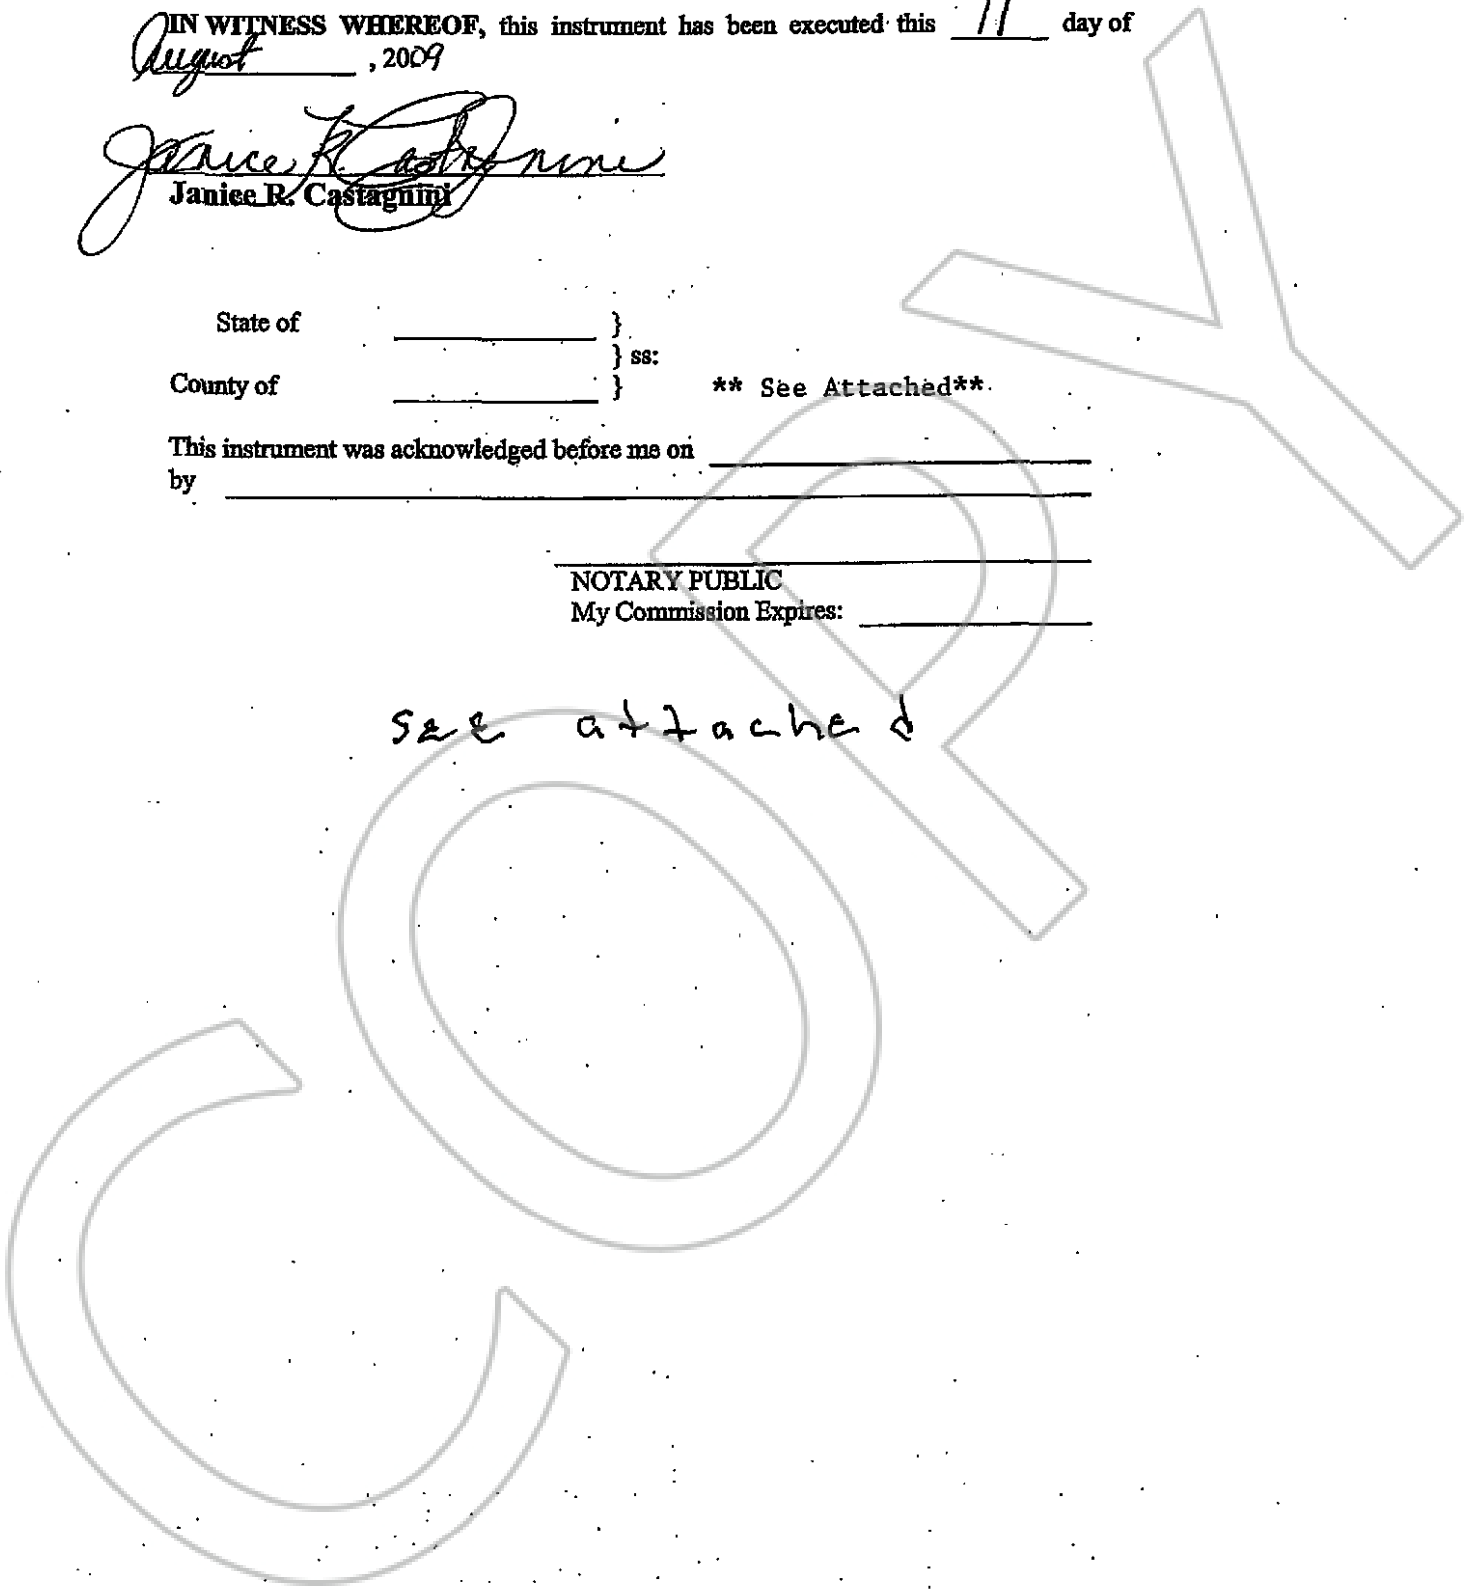 IN WITNESS WHEREOF, this instrument has been executed this 11 day of
August, 2009
Janice R. Castagnini
Janice R. Castagnini
State of }
} ss:
County of } ** See Attached**
This instrument was acknowledged before me on
by
NOTARY PUBLIC
My Commission Expires:
see attached
COPY